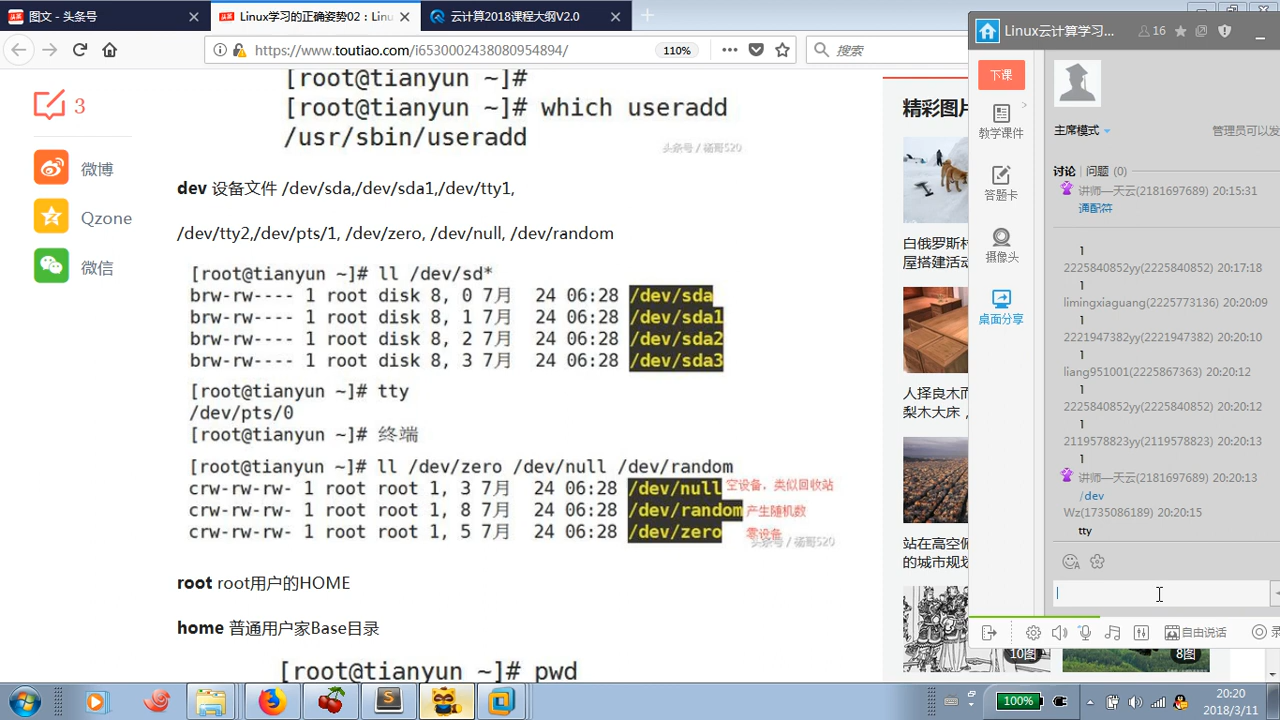 图文 - 头条号
Linux学习的正确姿势02：Linu
云计算2018课程大纲V2.0
https://www.toutiao.com/i6530002438080954894/
110%
搜索
3
微博
Qzone
微信
[root@tianyun ~]#
[root@tianyun ~]# which useradd
/usr/sbin/useradd
头条号 / 杨哥520
dev 设备文件 /dev/sda,/dev/sda1,/dev/tty1,
/dev/tty2,/dev/pts/1, /dev/zero, /dev/null, /dev/random
[root@tianyun ~]# ll /dev/sd*
brw-rw---- 1 root disk 8, 0 7月 24 06:28 /dev/sda
brw-rw---- 1 root disk 8, 1 7月 24 06:28 /dev/sda1
brw-rw---- 1 root disk 8, 2 7月 24 06:28 /dev/sda2
brw-rw---- 1 root disk 8, 3 7月 24 06:28 /dev/sda3
[root@tianyun ~]# tty
/dev/pts/0
[root@tianyun ~]# 终端
[root@tianyun ~]# ll /dev/zero /dev/null /dev/random
crw-rw-rw- 1 root root 1, 3 7月 24 06:28 /dev/null 空设备．类似回收站
crw-rw-rw- 1 root root 1, 8 7月 24 06:28 /dev/random 产生随机数
crw-rw-rw- 1 root root 1, 5 7月 24 06:28 /dev/zero 零设备
头条号 / 杨哥520
root root用户的HOME
home 普通用户家Base目录
[root@tianyun ~]# pwd
精彩图片
白俄罗斯村
屋搭建活动
人择良木而
梨木大床，
站在高空俯
的城市规划
10图
8图
Linux云计算学习...
16
下课
教学课件
答题卡
摄像头
桌面分享
主席模式
管理员可以发
讨论 | 问题 (0)
讲师—天云(2181697689) 20:15:31
通配符
1
2225840852yy(2225840852) 20:17:18
1
limingxiaguang(2225773136) 20:20:09
1
2221947382yy(2221947382) 20:20:10
1
liang951001(2225867363) 20:20:12
1
2225840852yy(2225840852) 20:20:12
1
2119578823yy(2119578823) 20:20:13
1
讲师—天云(2181697689) 20:20:13
/dev
Wz(1735086189) 20:20:15
tty
自由说话
100%
20:20
2018/3/11